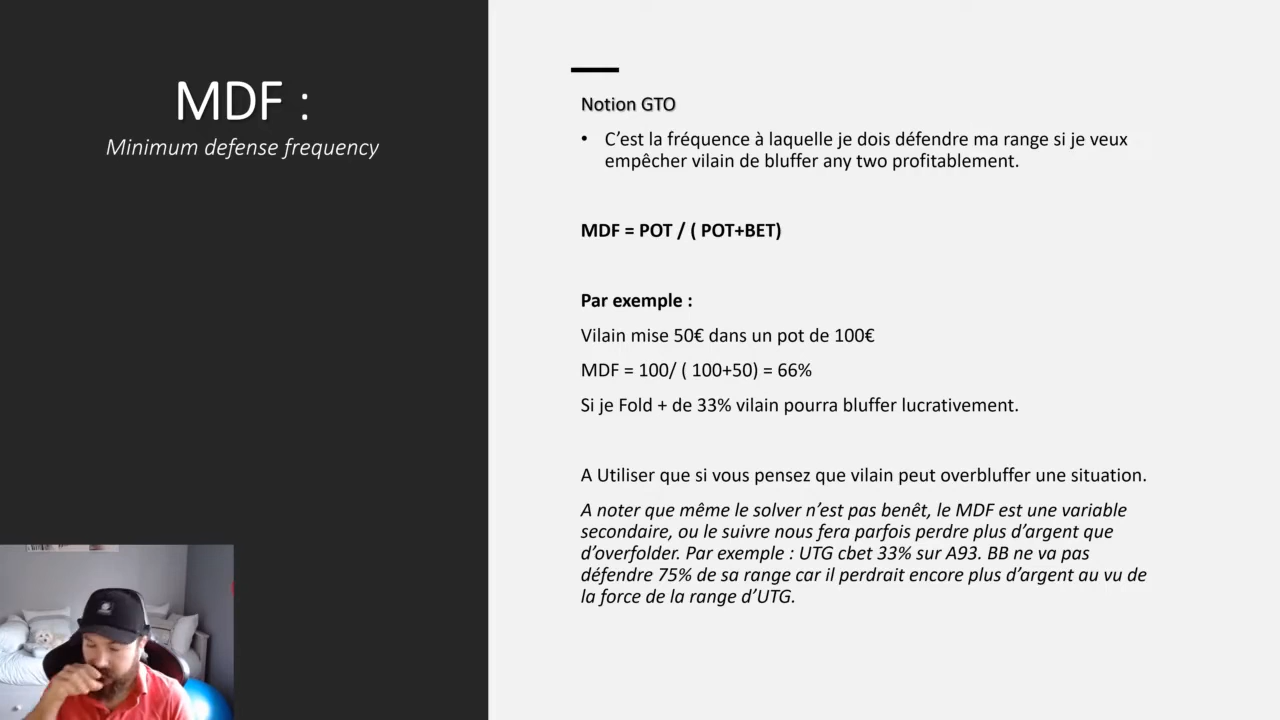 MDF :
Minimum defense frequency
Notion GTO
• C'est la fréquence à laquelle je dois défendre ma range si je veux
empêcher vilain de bluffer any two profitablement.
MDF = POT / ( POT+BET)
Par exemple :
Vilain mise 50€ dans un pot de 100€
MDF = 100/ ( 100+50) = 66%
Si je Fold + de 33% vilain pourra bluffer lucrativement.
A Utiliser que si vous pensez que vilain peut overbluffer une situation.
A noter que même le solver n'est pas benêt, le MDF est une variable
secondaire, ou le suivre nous fera parfois perdre plus d'argent que
d'overfolder. Par exemple : UTG cbet 33% sur A93. BB ne va pas
défendre 75% de sa range car il perdrait encore plus d'argent au vu de
la force de la range d'UTG.